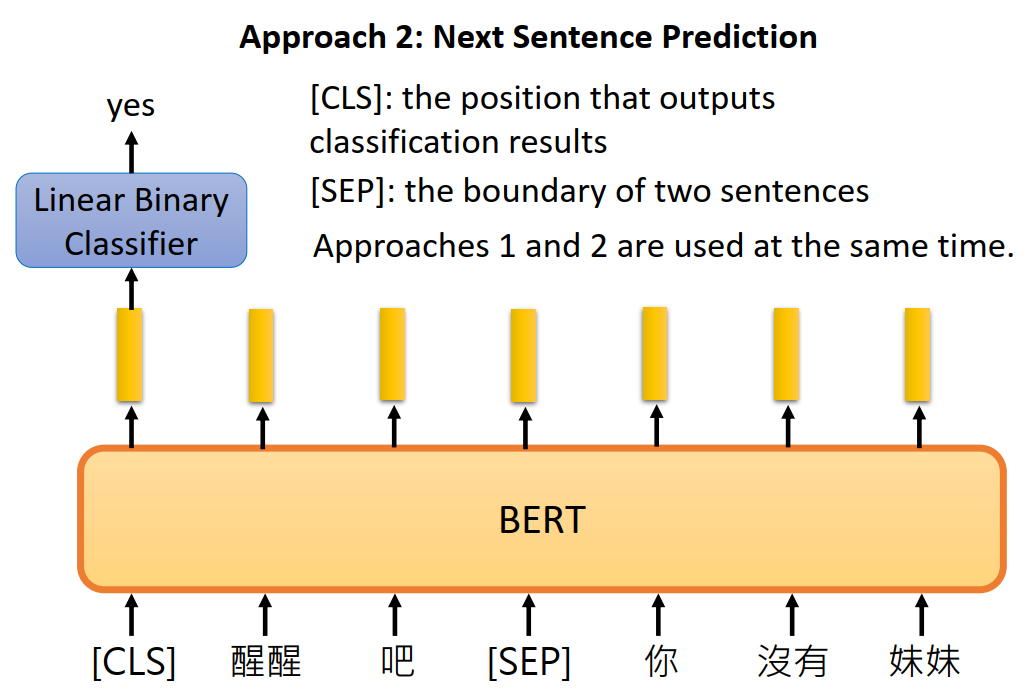 Approach 2: Next Sentence Prediction
yes
[CLS]: the position that outputs
classification results
Linear Binary
Classifier
[SEP]: the boundary of two sentences
Approaches 1 and 2 are used at the same time.
BERT
[CLS] 醒醒 吧 [SEP] 你 沒有 妹妹